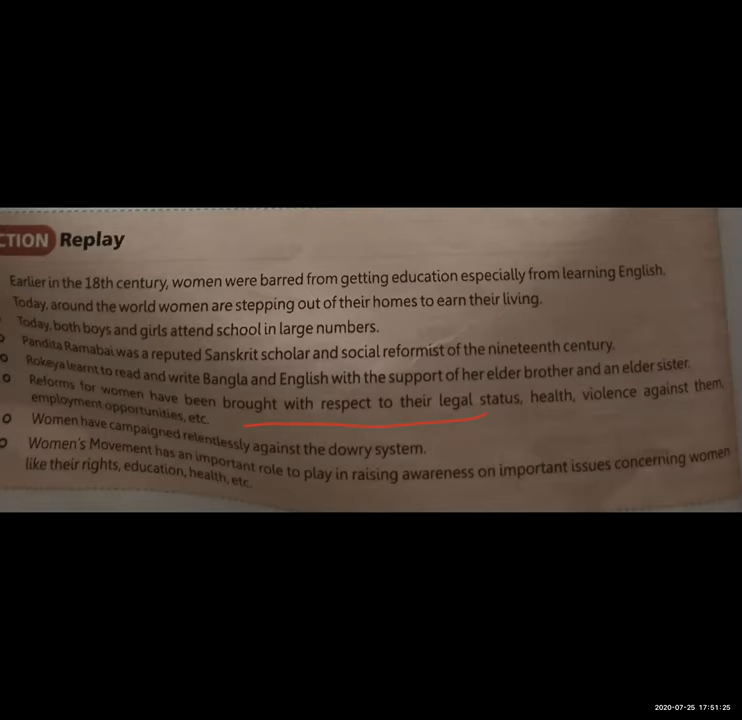 CTION Replay
Earlier in the 18th century, women were barred from getting education especially from learning English.
Today, around the world women are stepping out of their homes to earn their living.
Today, both boys and girls attend school in large numbers.
Pandita Ramabai was a reputed Sanskrit scholar and social reformist of the nineteenth century.
Rokeya learnt to read and write Bangla and English with the support of her elder brother and an elder sister.
Reforms for women have been brought with respect to their legal status, health, violence against them,
employment opportunities, etc.
Women have campaigned relentlessly against the dowry system.
Women's Movement has an important role to play in raising awareness on important issues concerning women
like their rights, education, health, etc.
2020-07-25 17:51:25